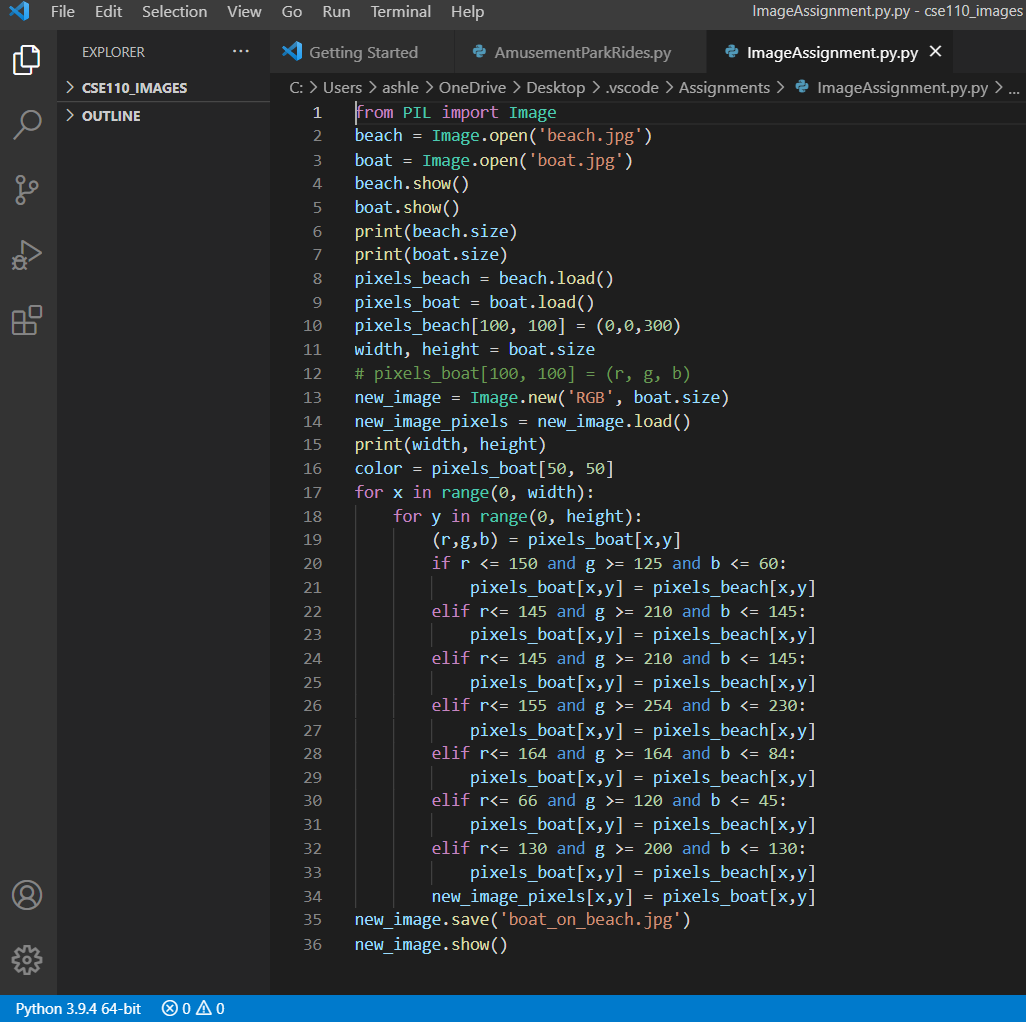 File Edit Selection View Go Run Terminal Help ImageAssignment.py.py - cse110_images
EXPLORER ...
CSE110_IMAGES
OUTLINE
Getting Started AmusementParkRides.py ImageAssignment.py.py
C: > Users > ashle > OneDrive > Desktop > .vscode > Assignments > ImageAssignment.py.py > ...
1 from PIL import Image
2 beach = Image.open('beach.jpg')
3 boat = Image.open('boat.jpg')
4 beach.show()
5 boat.show()
6 print(beach.size)
7 print(boat.size)
8 pixels_beach = beach.load()
9 pixels_boat = boat.load()
10 pixels_beach[100, 100] = (0,0,300)
11 width, height = boat.size
12 # pixels_boat[100, 100] = (r, g, b)
13 new_image = Image.new('RGB', boat.size)
14 new_image_pixels = new_image.load()
15 print(width, height)
16 color = pixels_boat[50, 50]
17 for x in range(0, width):
18     for y in range(0, height):
19         (r,g,b) = pixels_boat[x,y]
20         if r <= 150 and g >= 125 and b <= 60:
21             pixels_boat[x,y] = pixels_beach[x,y]
22         elif r<= 145 and g >= 210 and b <= 145:
23             pixels_boat[x,y] = pixels_beach[x,y]
24         elif r<= 145 and g >= 210 and b <= 145:
25             pixels_boat[x,y] = pixels_beach[x,y]
26         elif r<= 155 and g >= 254 and b <= 230:
27             pixels_boat[x,y] = pixels_beach[x,y]
28         elif r<= 164 and g >= 164 and b <= 84:
29             pixels_boat[x,y] = pixels_beach[x,y]
30         elif r<= 66 and g >= 120 and b <= 45:
31             pixels_boat[x,y] = pixels_beach[x,y]
32         elif r<= 130 and g >= 200 and b <= 130:
33             pixels_boat[x,y] = pixels_beach[x,y]
34         new_image_pixels[x,y] = pixels_boat[x,y]
35 new_image.save('boat_on_beach.jpg')
36 new_image.show()
Python 3.9.4 64-bit 0 0